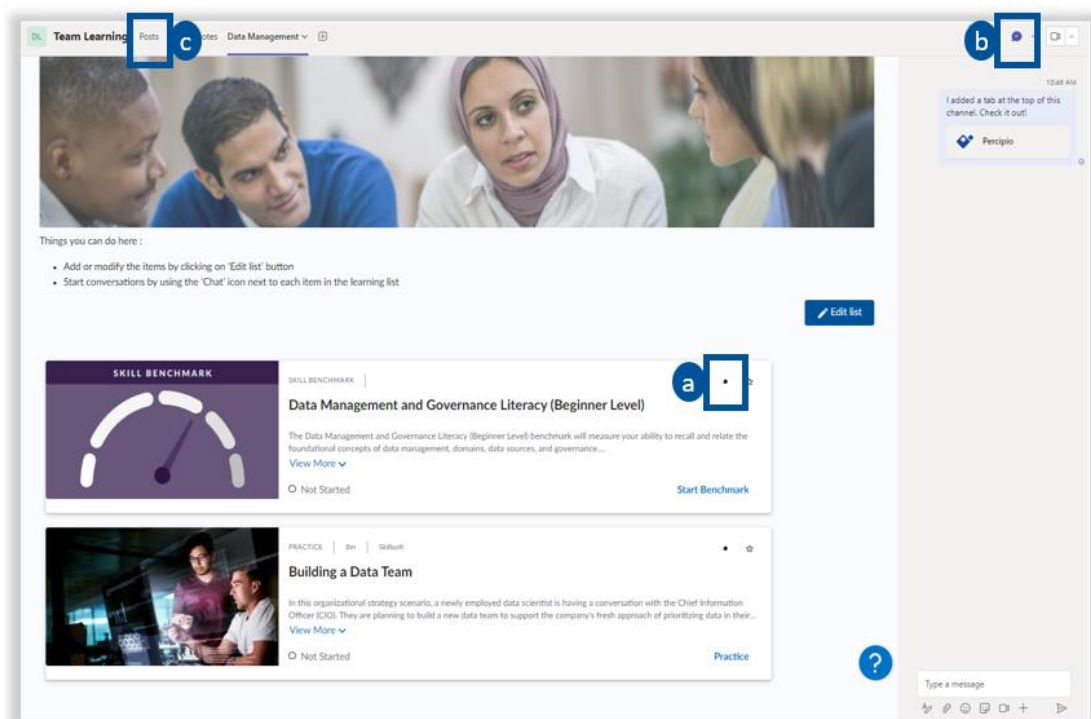 DL Team Learning Posts c otes Data Management b
10:46 AM
I added a tab at the top of this
channel. Check it out!
Percipio
Things you can do here :
• Add or modify the items by clicking on 'Edit list' button
• Start conversations by using the 'Chat' icon next to each item in the learning list
Edit list
SKILL BENCHMARK
SKILL BENCHMARK
a
Data Management and Governance Literacy (Beginner Level)
The Data Management and Governance Literacy (Beginner Level) benchmark will measure your ability to recall and relate the
foundational concepts of data management, domains, data sources, and governance....
View More
Not Started Start Benchmark
PRACTICE | 8m | Skillsoft
Building a Data Team
In this organizational strategy scenario, a newly employed data scientist is having a conversation with the Chief Information
Officer (CIO). They are planning to build a new data team to support the company's fresh approach of prioritizing data in their...
View More
Not Started Practice
?
Type a message